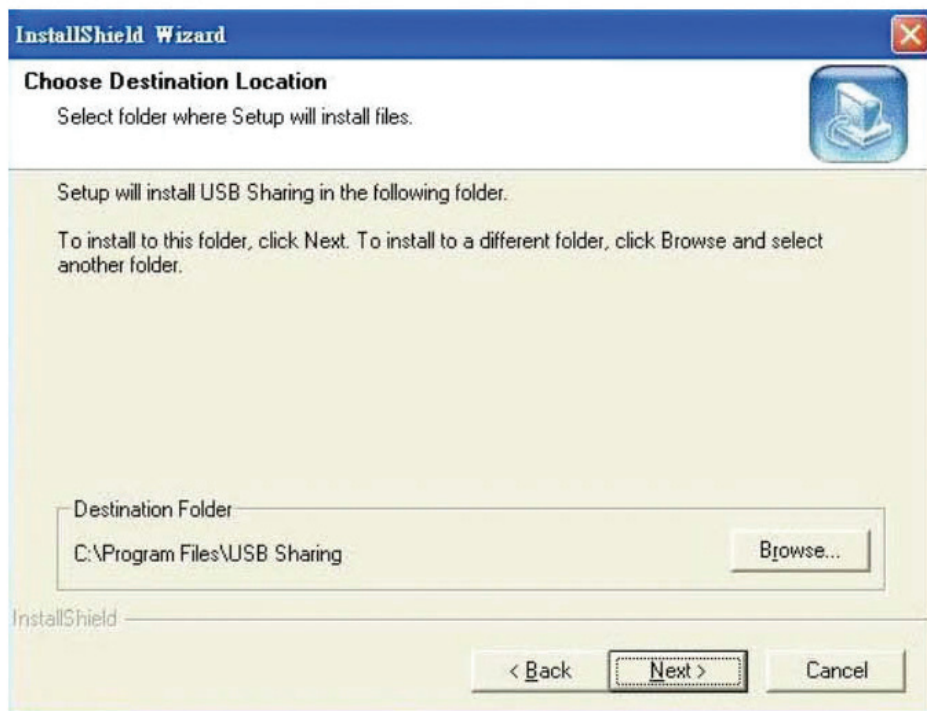 InstallShield Wizard
Choose Destination Location
Select folder where Setup will install files.
Setup will install USB Sharing in the following folder.
To install to this folder, click Next. To install to a different folder, click Browse and select
another folder.
Destination Folder
C:\Program Files\USB Sharing
Browse...
InstallShield
< Back
Next >
Cancel